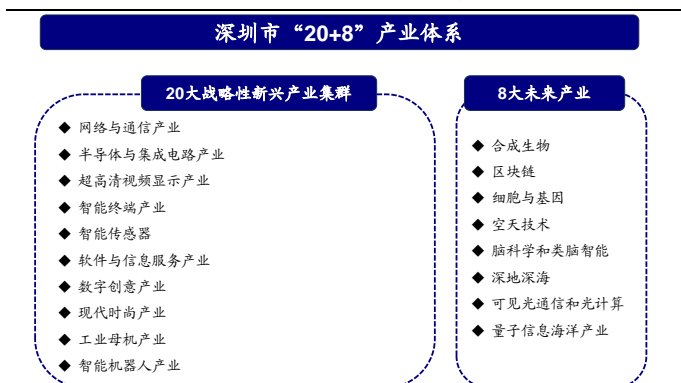 深圳市“20+8”产业体系
20大战略性新兴产业集群
◆ 网络与通信产业
◆ 半导体与集成电路产业
◆ 超高清视频显示产业
◆ 智能终端产业
◆ 智能传感器
◆ 软件与信息服务产业
◆ 数字创意产业
◆ 现代时尚产业
◆ 工业母机产业
◆ 智能机器人产业
8大未来产业
◆ 合成生物
◆ 区块链
◆ 细胞与基因
◆ 空天技术
◆ 脑科学和类脑智能
◆ 深地深海
◆ 可见光通信和光计算
◆ 量子信息海洋产业